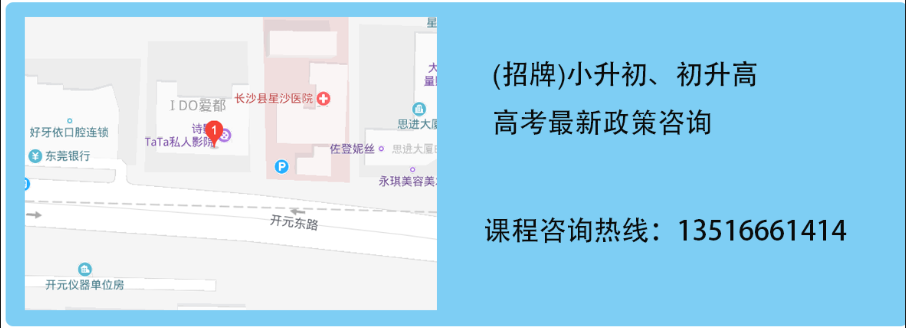 I DO爱都
长沙县星沙医院
诗歌
TaTa私人影院
1
好牙依口腔连锁
东莞银行
P
思进大厦
佐登妮丝
思进大厦
永琪美容美
开元东路
开元仪器单位房
(招牌)小升初、初升高
高考最新政策咨询
课程咨询热线：13516661414